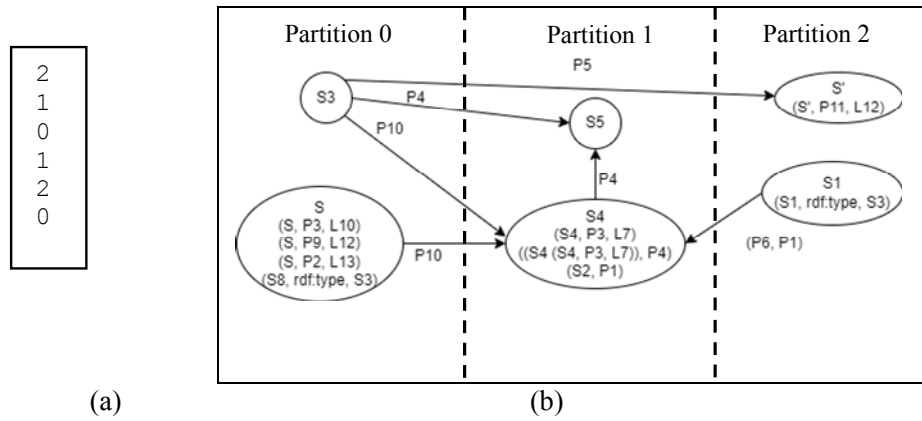 2
1
0
1
2
0
(a)
Partition 0
Partition 1
Partition 2
P5
S3
P4
P10
S5
S'
(S', P11, L12)
P4
S1
(S1, rdf:type, S3)
S
(S, P3, L10)
(S, P9, L12)
(S, P2, L13)
(S8, rdf:type, S3)
P10
S4
(S4, P3, L7)
((S4 (S4, P3, L7)), P4)
(S2, P1)
(P6, P1)
(b)